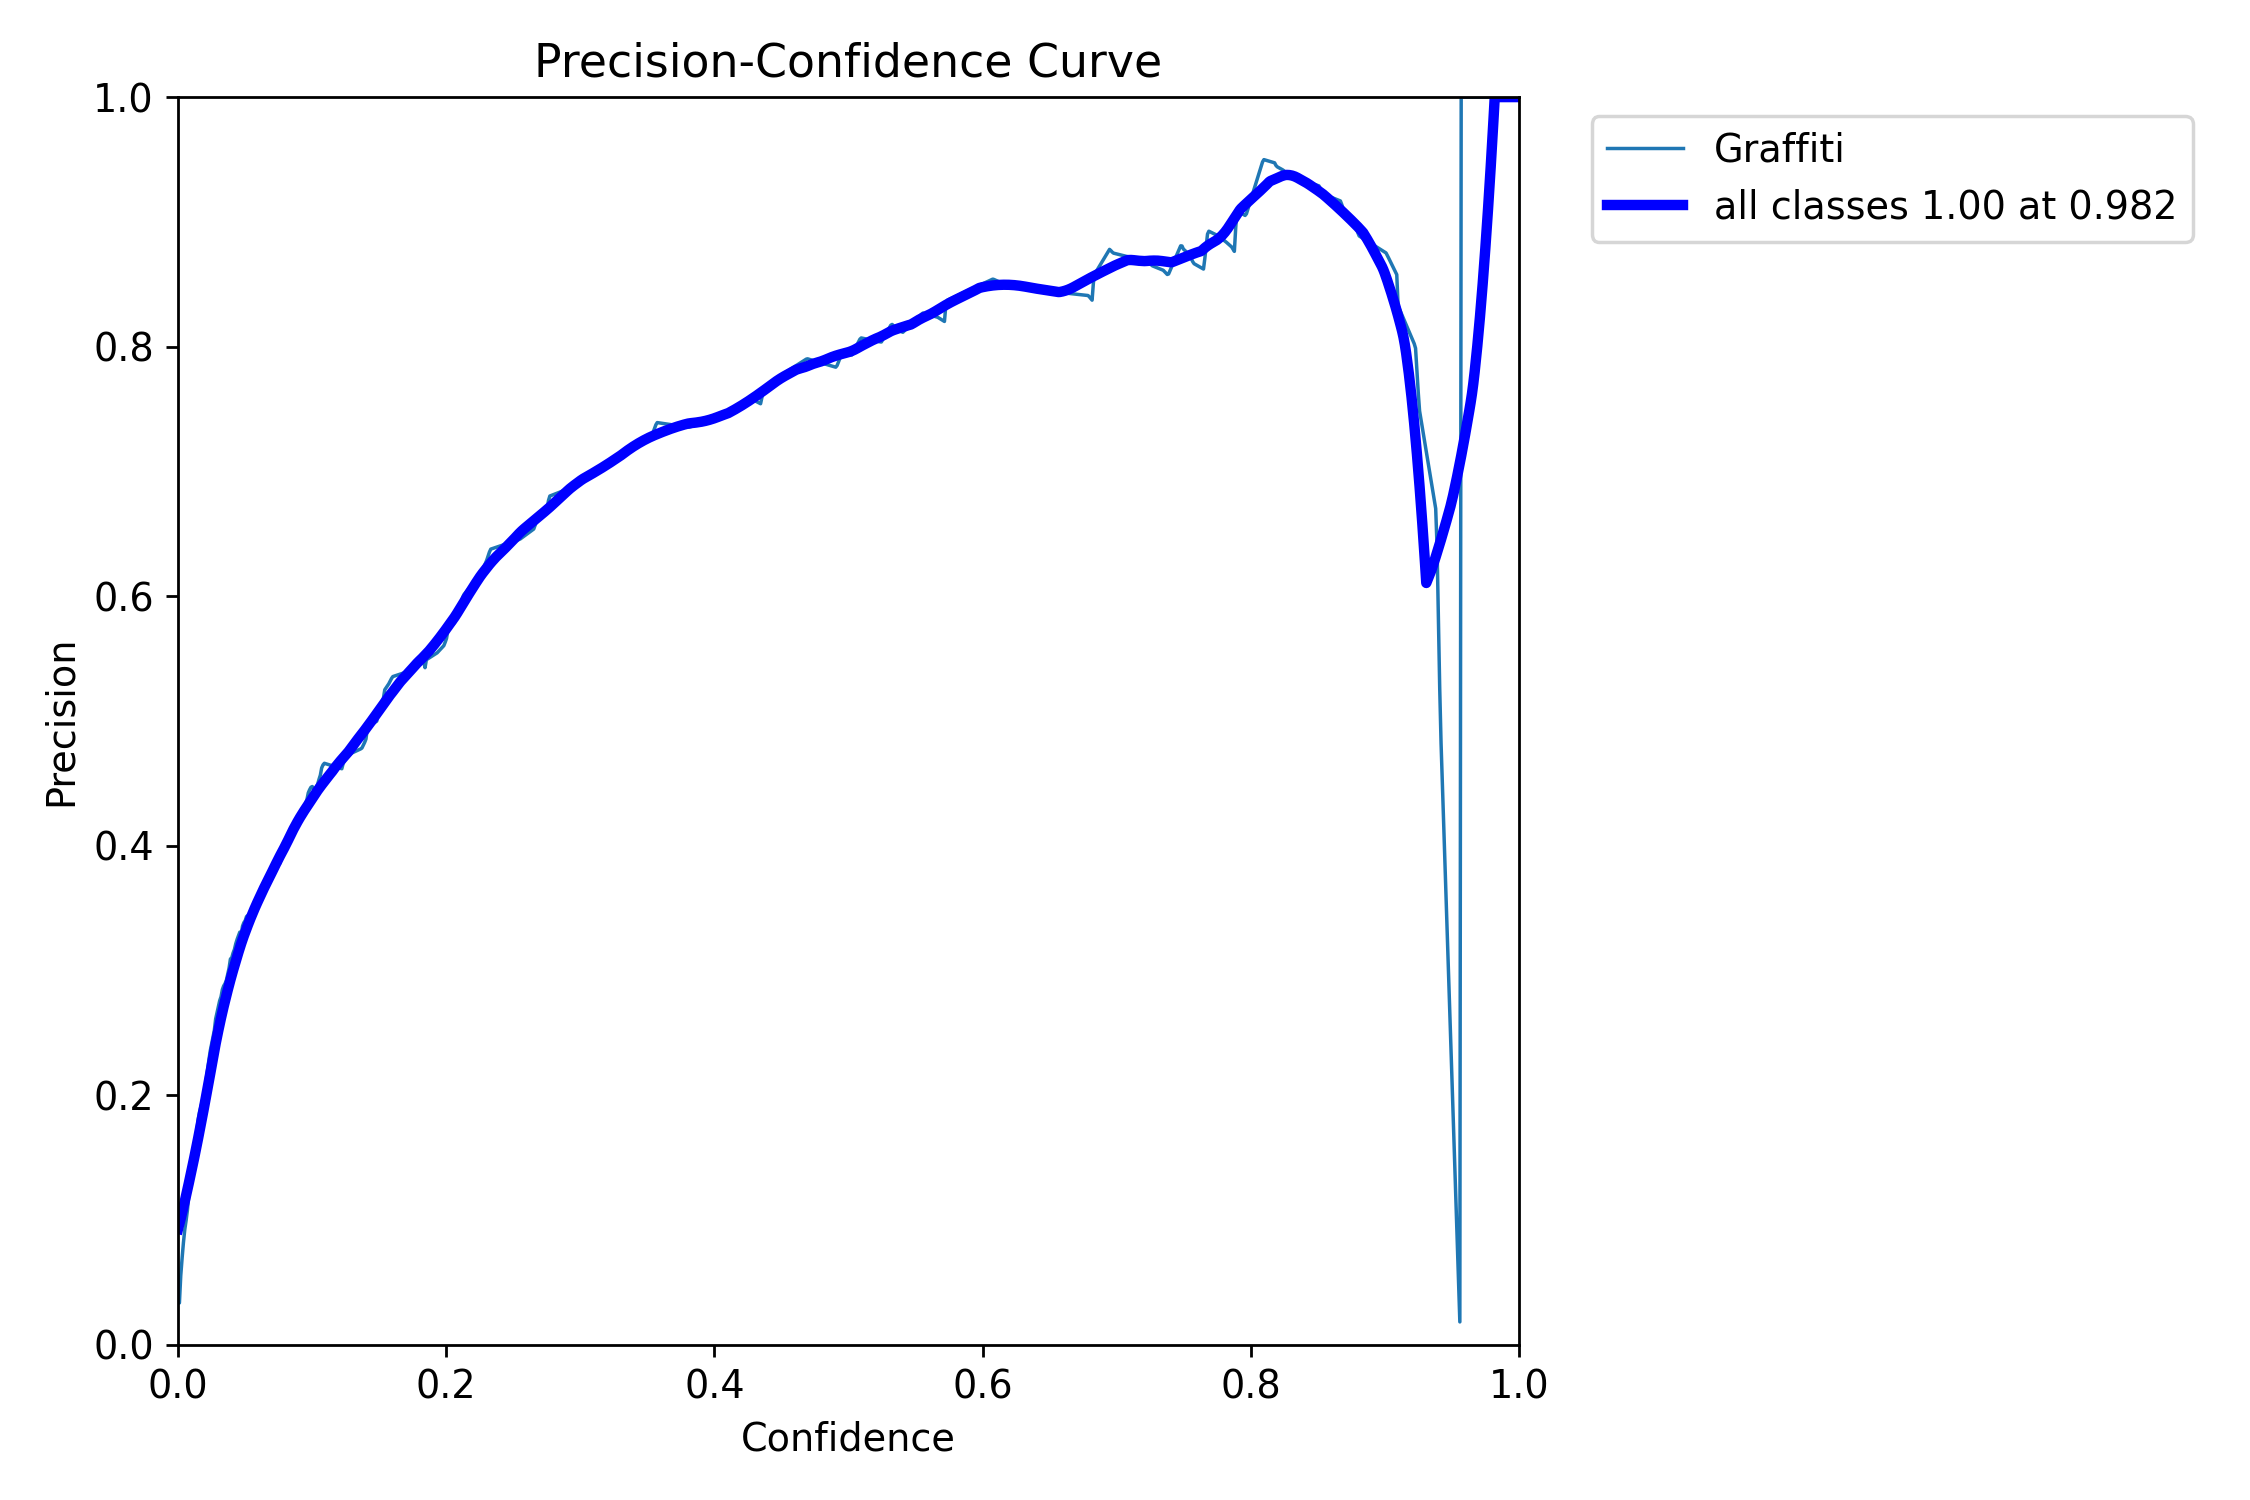 Precision-Confidence Curve
Graffiti
all classes 1.00 at 0.982
Precision
1.0
0.8
0.6
0.4
0.2
0.0
0.0 0.2 0.4 0.6 0.8 1.0
Confidence